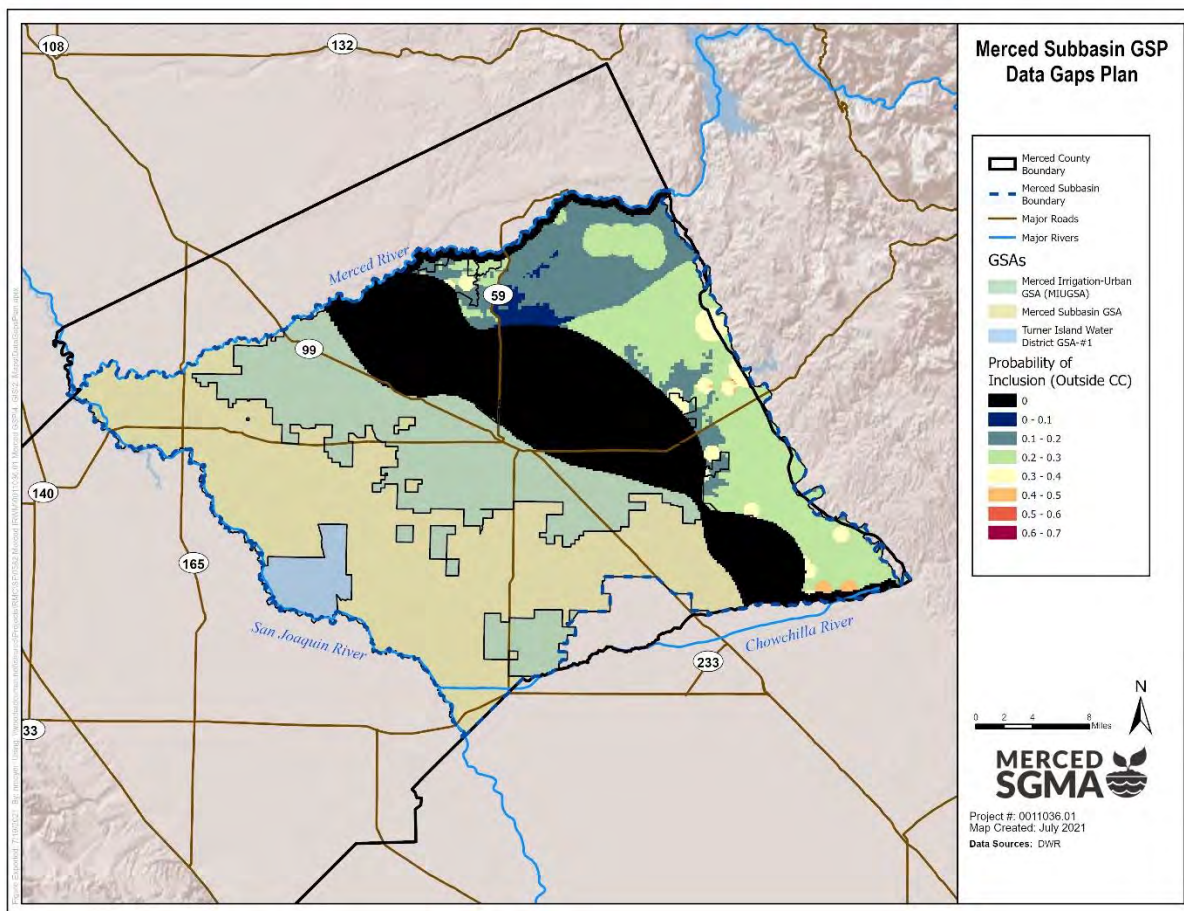 108
132
Merced River
59
99
140
165
San Joaquin River
Chowchilla River
233
33
Merced Subbasin GSP
Data Gaps Plan
Merced County
Boundary
Merced Subbasin
Boundary
Major Roads
Major Rivers
GSAs
Merced Irrigation-Urban
GSA (MIUGSA)
Merced Subbasin GSA
Turner Island Water
District GSA-#1
Probability of
Inclusion (Outside CC)
0
0 - 0.1
0.1 - 0.2
0.2 - 0.3
0.3 - 0.4
0.4 - 0.5
0.5 - 0.6
0.6 - 0.7
N
0 2 4 8
Miles
MERCED
SGMA
Project #: 0011036.01
Map Created: July 2021
Data Sources: DWR